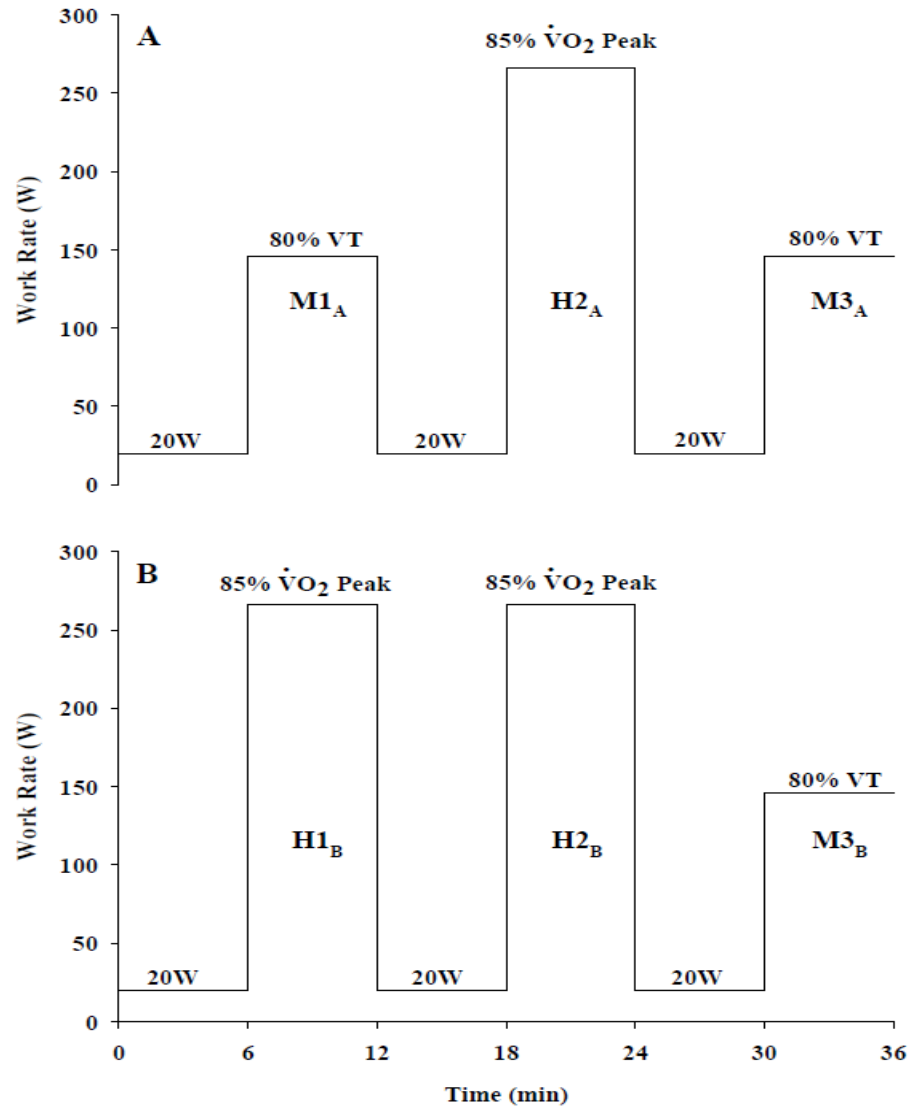 300
A
85% V̇O2 Peak
250
200
Work Rate (W)
150
80% VT
80% VT
M1A
H2A
M3A
100
50
20W
20W
20W
0
300
B
85% V̇O2 Peak
85% V̇O2 Peak
250
200
Work Rate (W)
150
80% VT
H1B
H2B
M3B
100
50
20W
20W
20W
0
0
6
12
18
24
30
36
Time (min)